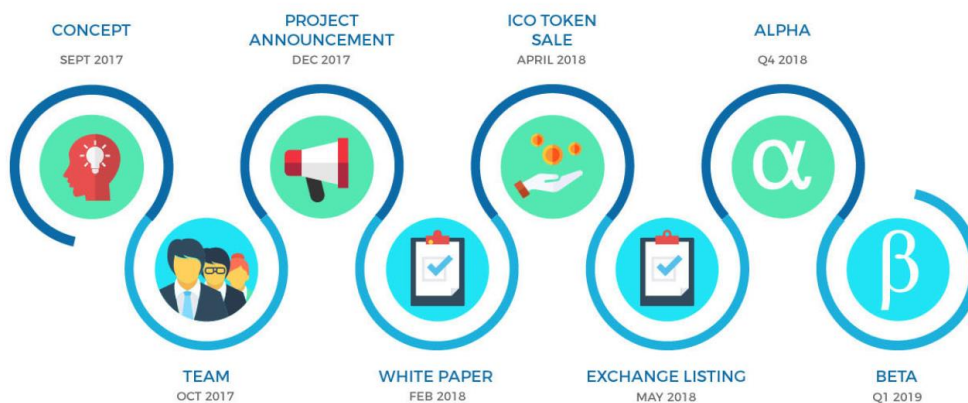 CONCEPT
SEPT 2017
PROJECT
ANNOUNCEMENT
DEC 2017
ICO TOKEN
SALE
APRIL 2018
ALPHA
Q4 2018
α
β
TEAM
OCT 2017
WHITE PAPER
FEB 2018
EXCHANGE LISTING
MAY 2018
BETA
Q1 2019